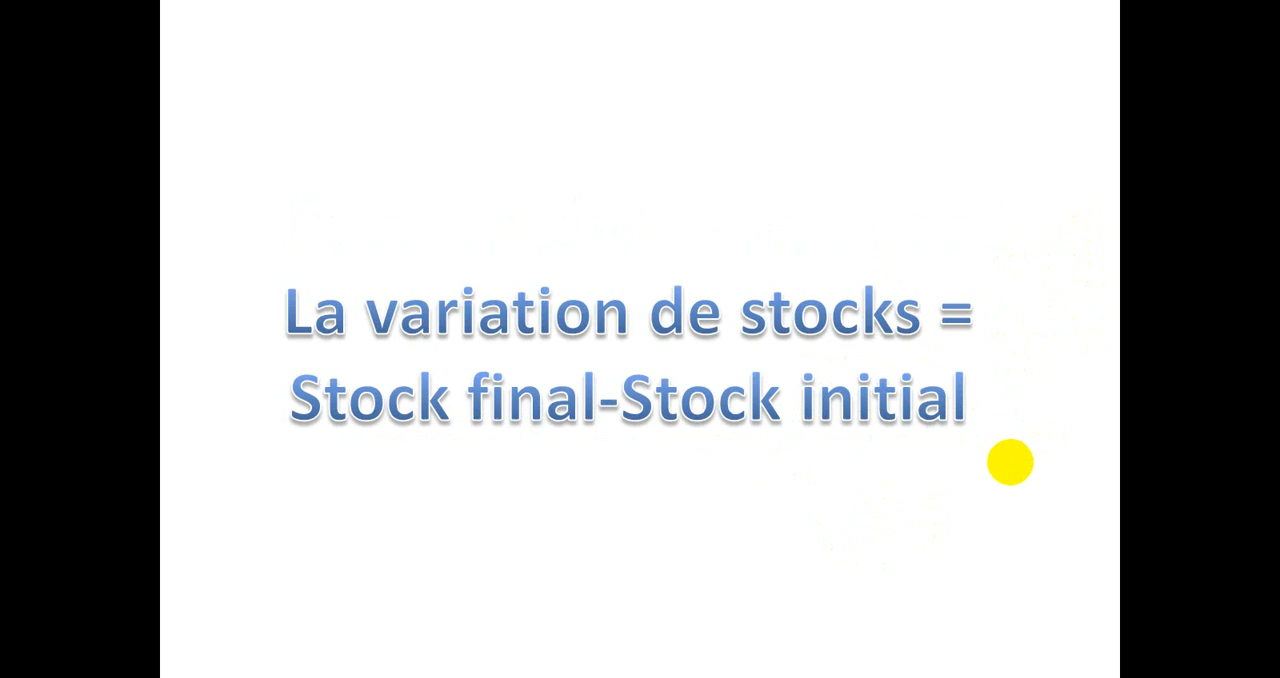 La variation de stocks =
Stock final-Stock initial